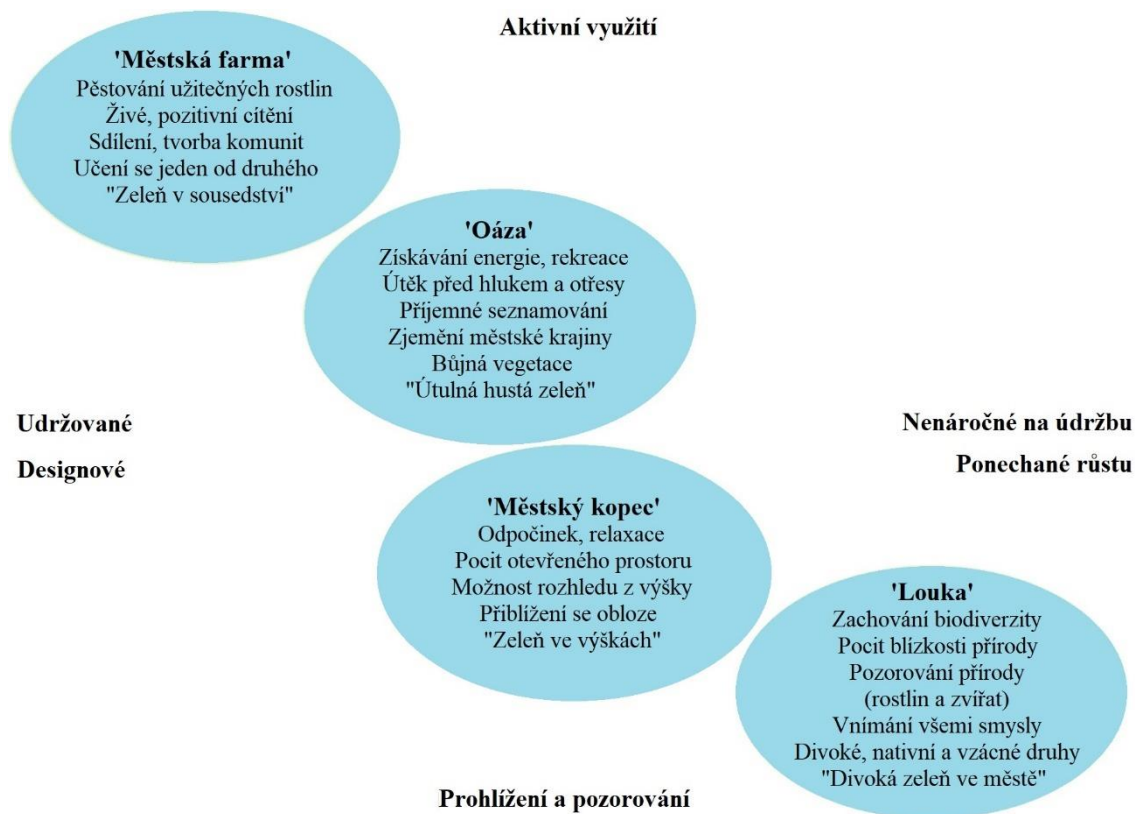 Aktivní využití
'Městská farma'
Pěstování užitečných rostlin
Živé, pozitivní cítění
Sdílení, tvorba komunit
Učení se jeden od druhého
"Zeleň v sousedství"
'Oáza'
Získávání energie, rekreace
Útěk před hlukem a otřesy
Příjemné seznamování
Zjemění městské krajiny
Bůjná vegetace
"Útulná hustá zeleň"
Udržované
Designové
Nenáročné na údržbu
Ponechané růstu
'Městský kopec'
Odpočinek, relaxace
Pocit otevřeného prostoru
Možnost rozhledu z výšky
Přiblížení se obloze
"Zeleň ve výškách"
'Louka'
Zachování biodiverzity
Pocit blízkosti přírody
Pozorování přírody
(rostlin a zvířat)
Vnímání všemi smysly
Divoké, nativní a vzácné druhy
"Divoká zeleň ve městě"
Prohlížení a pozorování